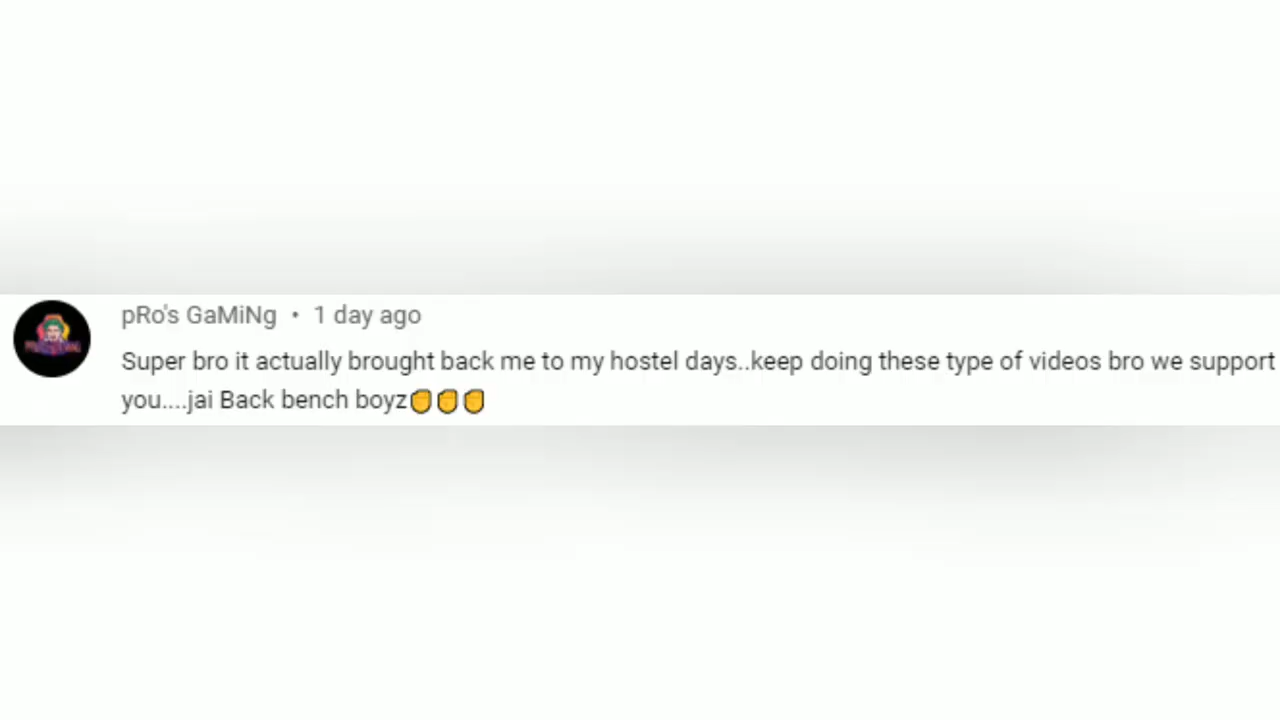 pRo's GaMiNg • 1 day ago
Super bro it actually brought back me to my hostel days..keep doing these type of videos bro we support
you....jai Back bench boyz✊✊✊